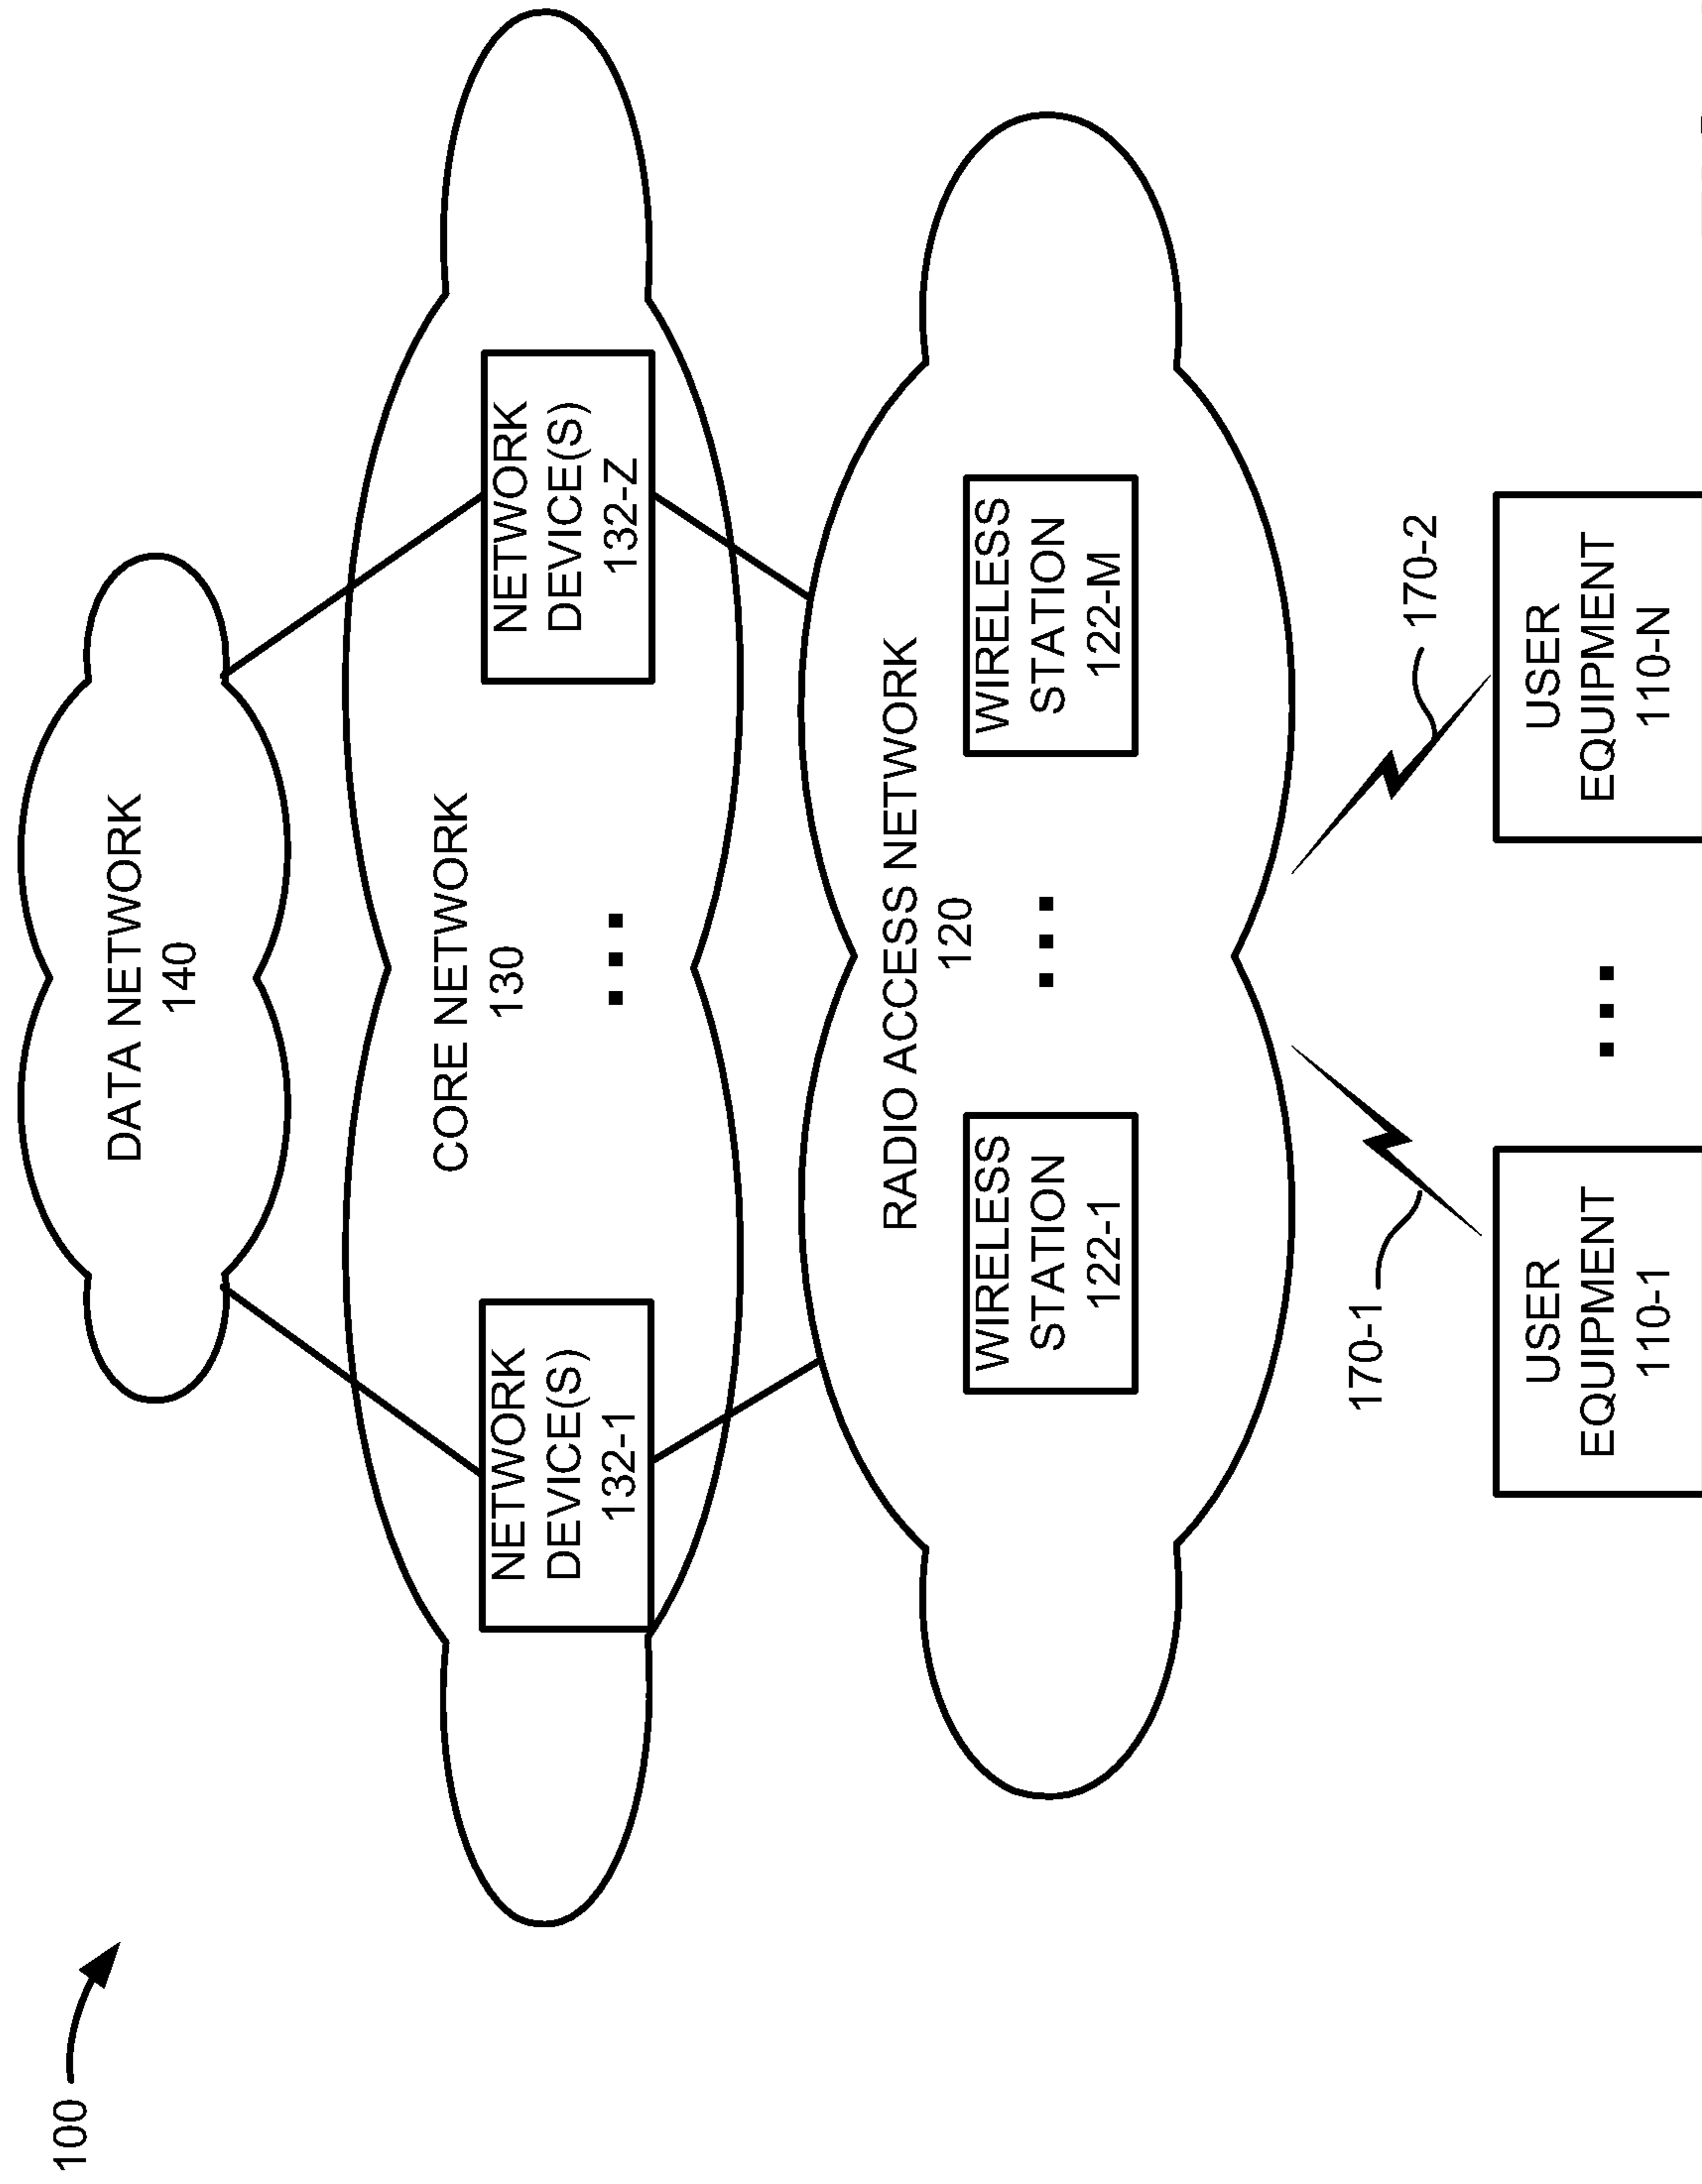 100
DATA NETWORK
140
CORE NETWORK
130
NETWORK
DEVICE(S)
132-1
...
NETWORK
DEVICE(S)
132-Z
RADIO ACCESS NETWORK
120
WIRELESS
STATION
122-1
...
WIRELESS
STATION
122-M
170-1
170-2
USER
EQUIPMENT
110-1
...
USER
EQUIPMENT
110-N